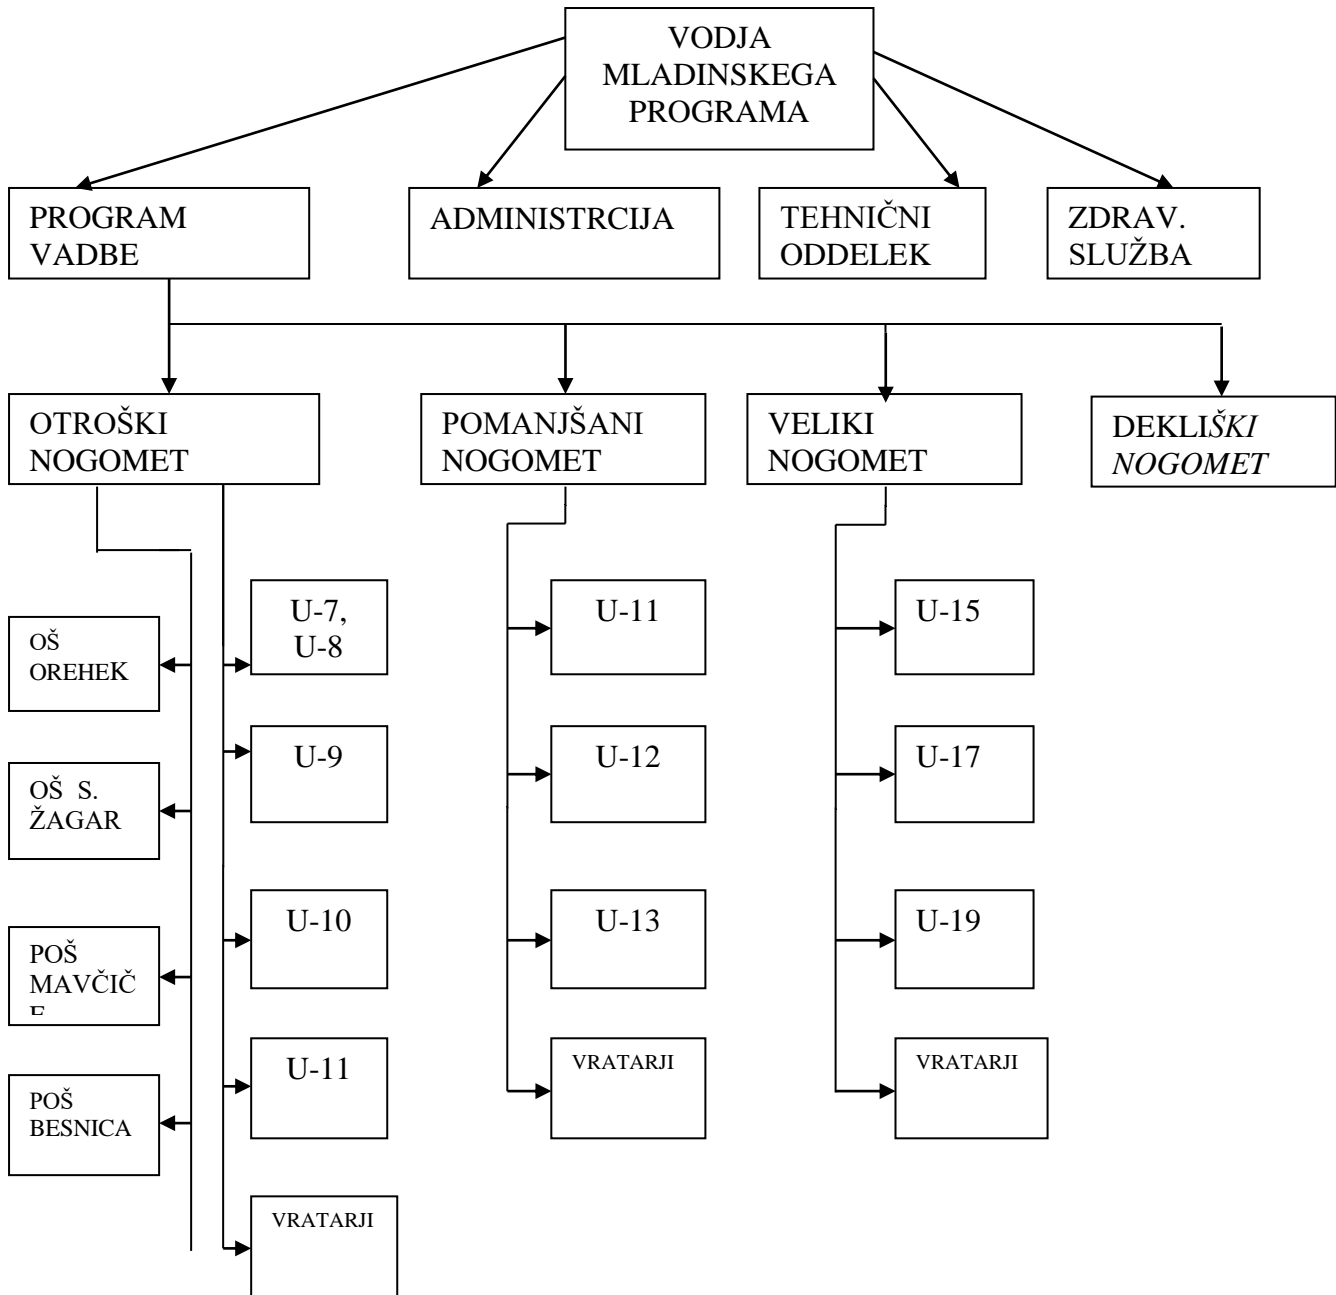 VODJA
MLADINSKEGA
PROGRAMA
PROGRAM
VADBE
ADMINISTRCIJA
TEHNIČNI
ODDELEK
ZDRAV.
SLUŽBA
OTROŠKI
NOGOMET
POMANJŠANI
NOGOMET
VELIKI
NOGOMET
DEKLIŠKI
NOGOMET
OŠ
OREHEK
OŠ S.
ŽAGAR
POŠ
MAVČIČ
E
POŠ
BESNICA
U-7,
U-8
U-9
U-10
U-11
VRATARJI
U-11
U-12
U-13
VRATARJI
U-15
U-17
U-19
VRATARJI